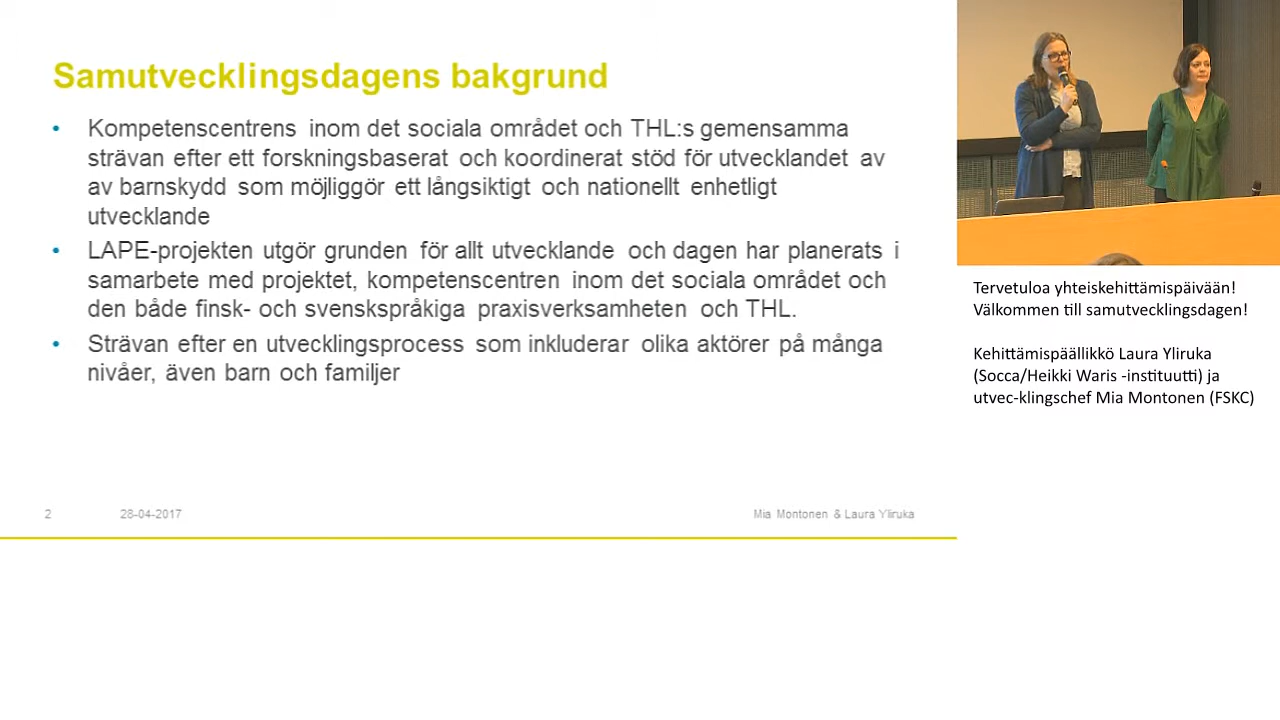 Samutvecklingsdagens bakgrund
• Kompetenscentrens inom det sociala området och THL:s gemensamma
strävan efter ett forskningsbaserat och koordinerat stöd för utvecklandet av
av barnskydd som möjliggör ett långsiktigt och nationellt enhetligt
utvecklande
• LAPE-projekten utgör grunden för allt utvecklande och dagen har planerats i
samarbete med projektet, kompetenscentren inom det sociala området och
den både finsk- och svenskspråkiga praxisverksamheten och THL.
• Strävan efter en utvecklingsprocess som inkluderar olika aktörer på många
nivåer, även barn och familjer
2 28-04-2017 Mia Montonen & Laura Yliruka
Tervetuloa yhteiskehittämispäivään!
Välkommen till samutvecklingsdagen!
Kehittämispäällikkö Laura Yliruka
(Socca/Heikki Waris -instituutti) ja
utvec-klingschef Mia Montonen (FSKC)